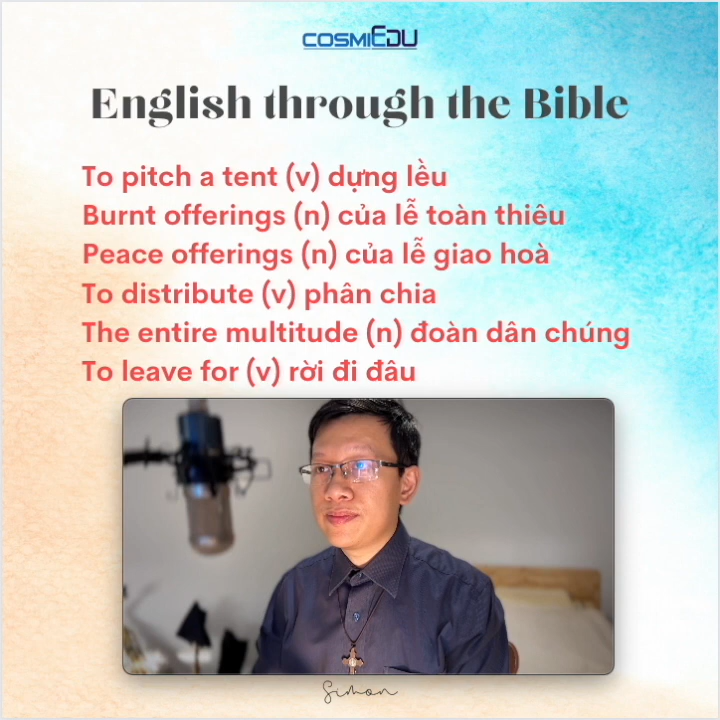 COSMIEDU
English through the Bible
To pitch a tent (v) dựng lều
Burnt offerings (n) của lễ toàn thiêu
Peace offerings (n) của lễ giao hoà
To distribute (v) phân chia
The entire multitude (n) đoàn dân chúng
To leave for (v) rời đi đâu
Simon